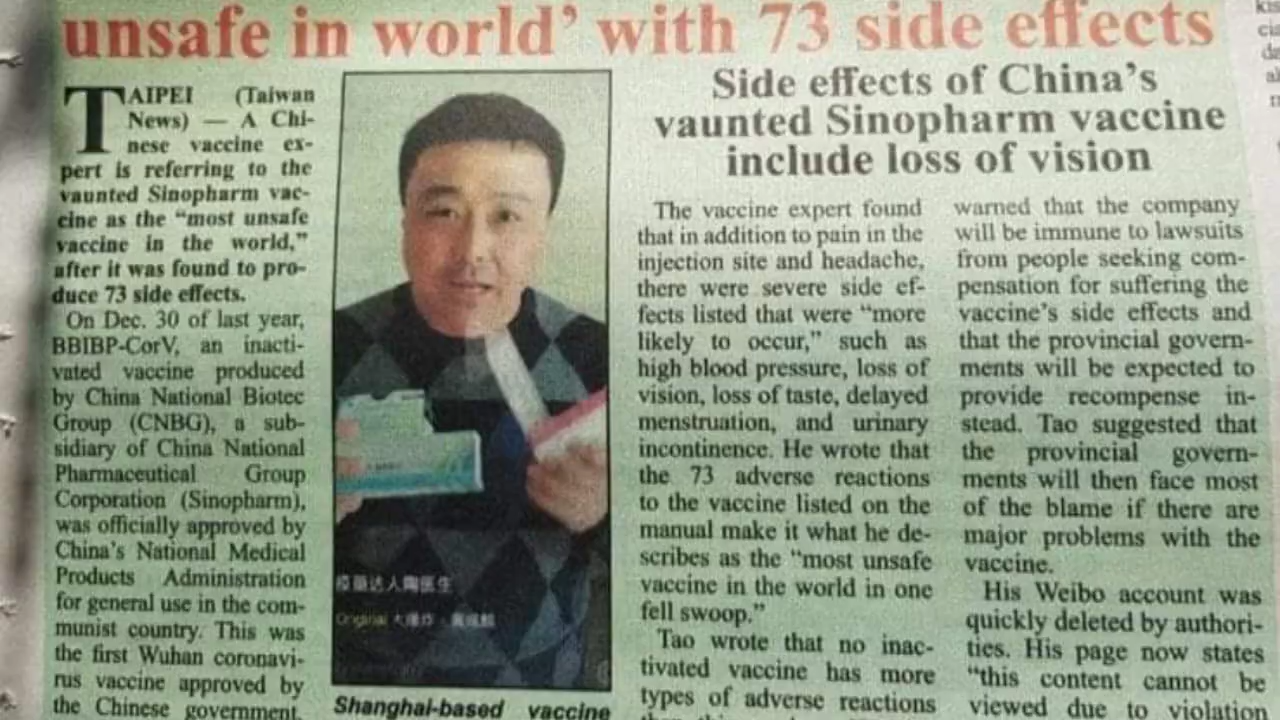 unsafe in world’ with 73 side effects
TAIPEI (Taiwan
News) — A Chi-
nese vaccine ex-
pert is referring to the
vaunted Sinopharm vac-
cine as the “most unsafe
vaccine in the world,”
after it was found to pro-
duce 73 side effects.
On Dec. 30 of last year,
BBIBP-CorV, an inacti-
vated vaccine produced
by China National Biotec
Group (CNBG), a sub-
sidiary of China National
Pharmaceutical Group
Corporation (Sinopharm),
was officially approved by
China’s National Medical
Products Administration
for general use in the com-
munist country. This was
the first Wuhan coronavi-
rus vaccine approved by
the Chinese government,
疫苗达人陶医生
Original
Shanghai-based vaccine
Side effects of China’s
vaunted Sinopharm vaccine
include loss of vision
The vaccine expert found
that in addition to pain in the
injection site and headache,
there were severe side ef-
fects listed that were “more
likely to occur,” such as
high blood pressure, loss of
vision, loss of taste, delayed
menstruation, and urinary
incontinence. He wrote that
the 73 adverse reactions
to the vaccine listed on the
manual make it what he de-
scribes as the “most unsafe
vaccine in the world in one
fell swoop.”
Tao wrote that no inac-
tivated vaccine has more
types of adverse reactions
warned that the company
will be immune to lawsuits
from people seeking com-
pensation for suffering the
vaccine’s side effects and
that the provincial govern-
ments will be expected to
provide recompense in-
stead. Tao suggested that
the provincial govern-
ments will then face most
of the blame if there are
major problems with the
vaccine.
His Weibo account was
quickly deleted by authori-
ties. His page now states
“this content cannot be
viewed due to violation